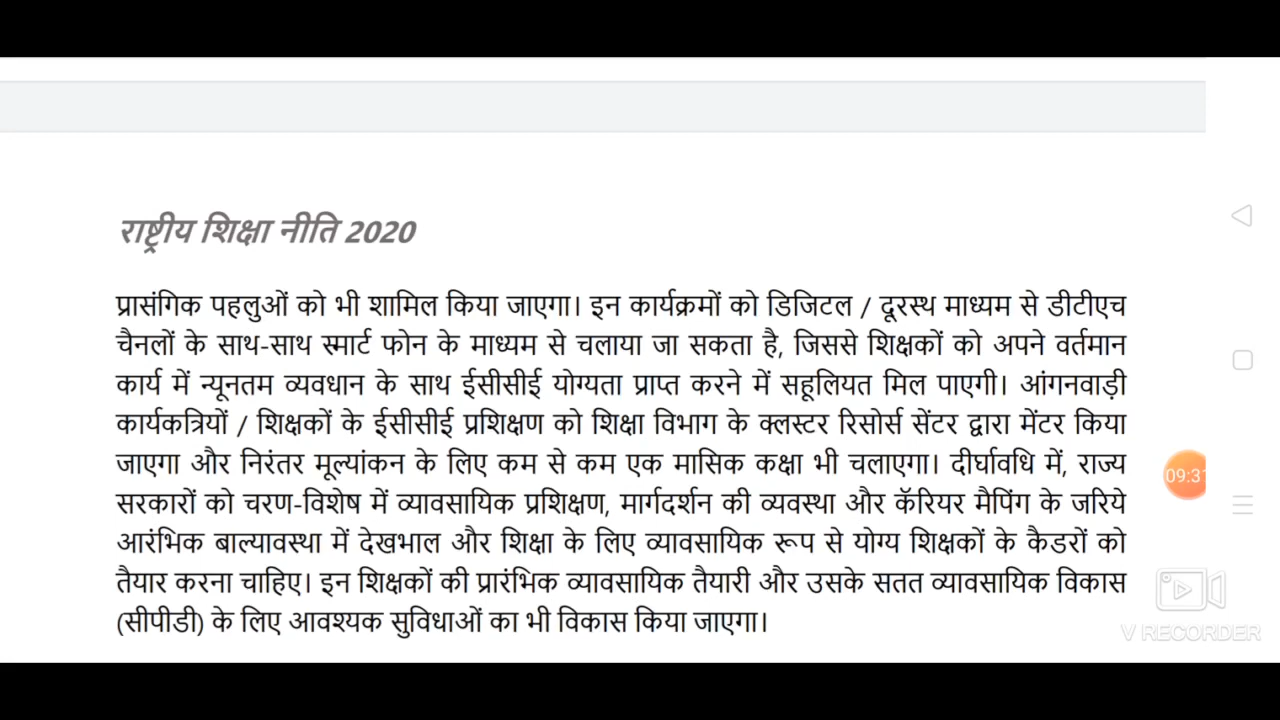 राष्ट्रीय शिक्षा नीति 2020
प्रासंगिक पहलुओं को भी शामिल किया जाएगा। इन कार्यक्रमों को डिजिटल / दूरस्थ माध्यम से डीटीएच
चैनलों के साथ-साथ स्मार्ट फोन के माध्यम से चलाया जा सकता है, जिससे शिक्षकों को अपने वर्तमान
कार्य में न्यूनतम व्यवधान के साथ ईसीसीई योग्यता प्राप्त करने में सहूलियत मिल पाएगी। आंगनवाड़ी
कार्यकत्रियों / शिक्षकों के ईसीसीई प्रशिक्षण को शिक्षा विभाग के क्लस्टर रिसोर्स सेंटर द्वारा मेंटर किया
जाएगा और निरंतर मूल्यांकन के लिए कम से कम एक मासिक कक्षा भी चलाएगा। दीर्घावधि में, राज्य
सरकारों को चरण-विशेष में व्यावसायिक प्रशिक्षण, मार्गदर्शन की व्यवस्था और कॅरियर मैपिंग के जरिये
आरंभिक बाल्यावस्था में देखभाल और शिक्षा के लिए व्यावसायिक रूप से योग्य शिक्षकों के कैडरों को
तैयार करना चाहिए। इन शिक्षकों की प्रारंभिक व्यावसायिक तैयारी और उसके सतत व्यावसायिक विकास
(सीपीडी) के लिए आवश्यक सुविधाओं का भी विकास किया जाएगा।
V RECORDER